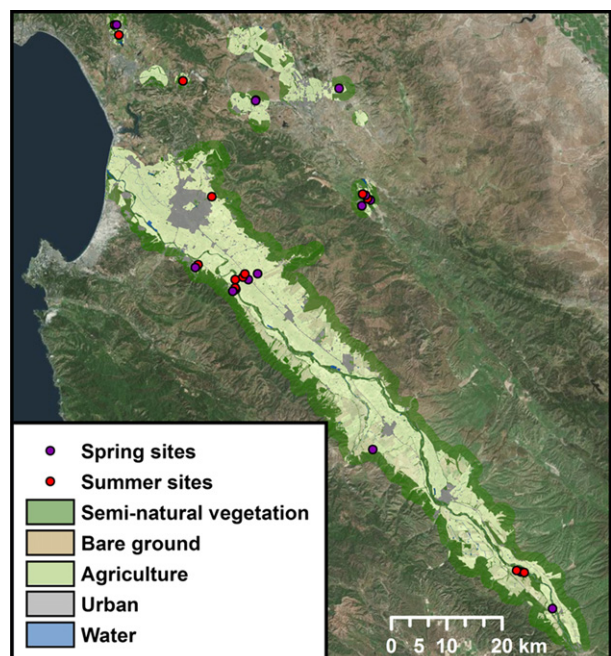 Spring sites
Summer sites
Semi-natural vegetation
Bare ground
Agriculture
Urban
Water
0 5 10 20 km